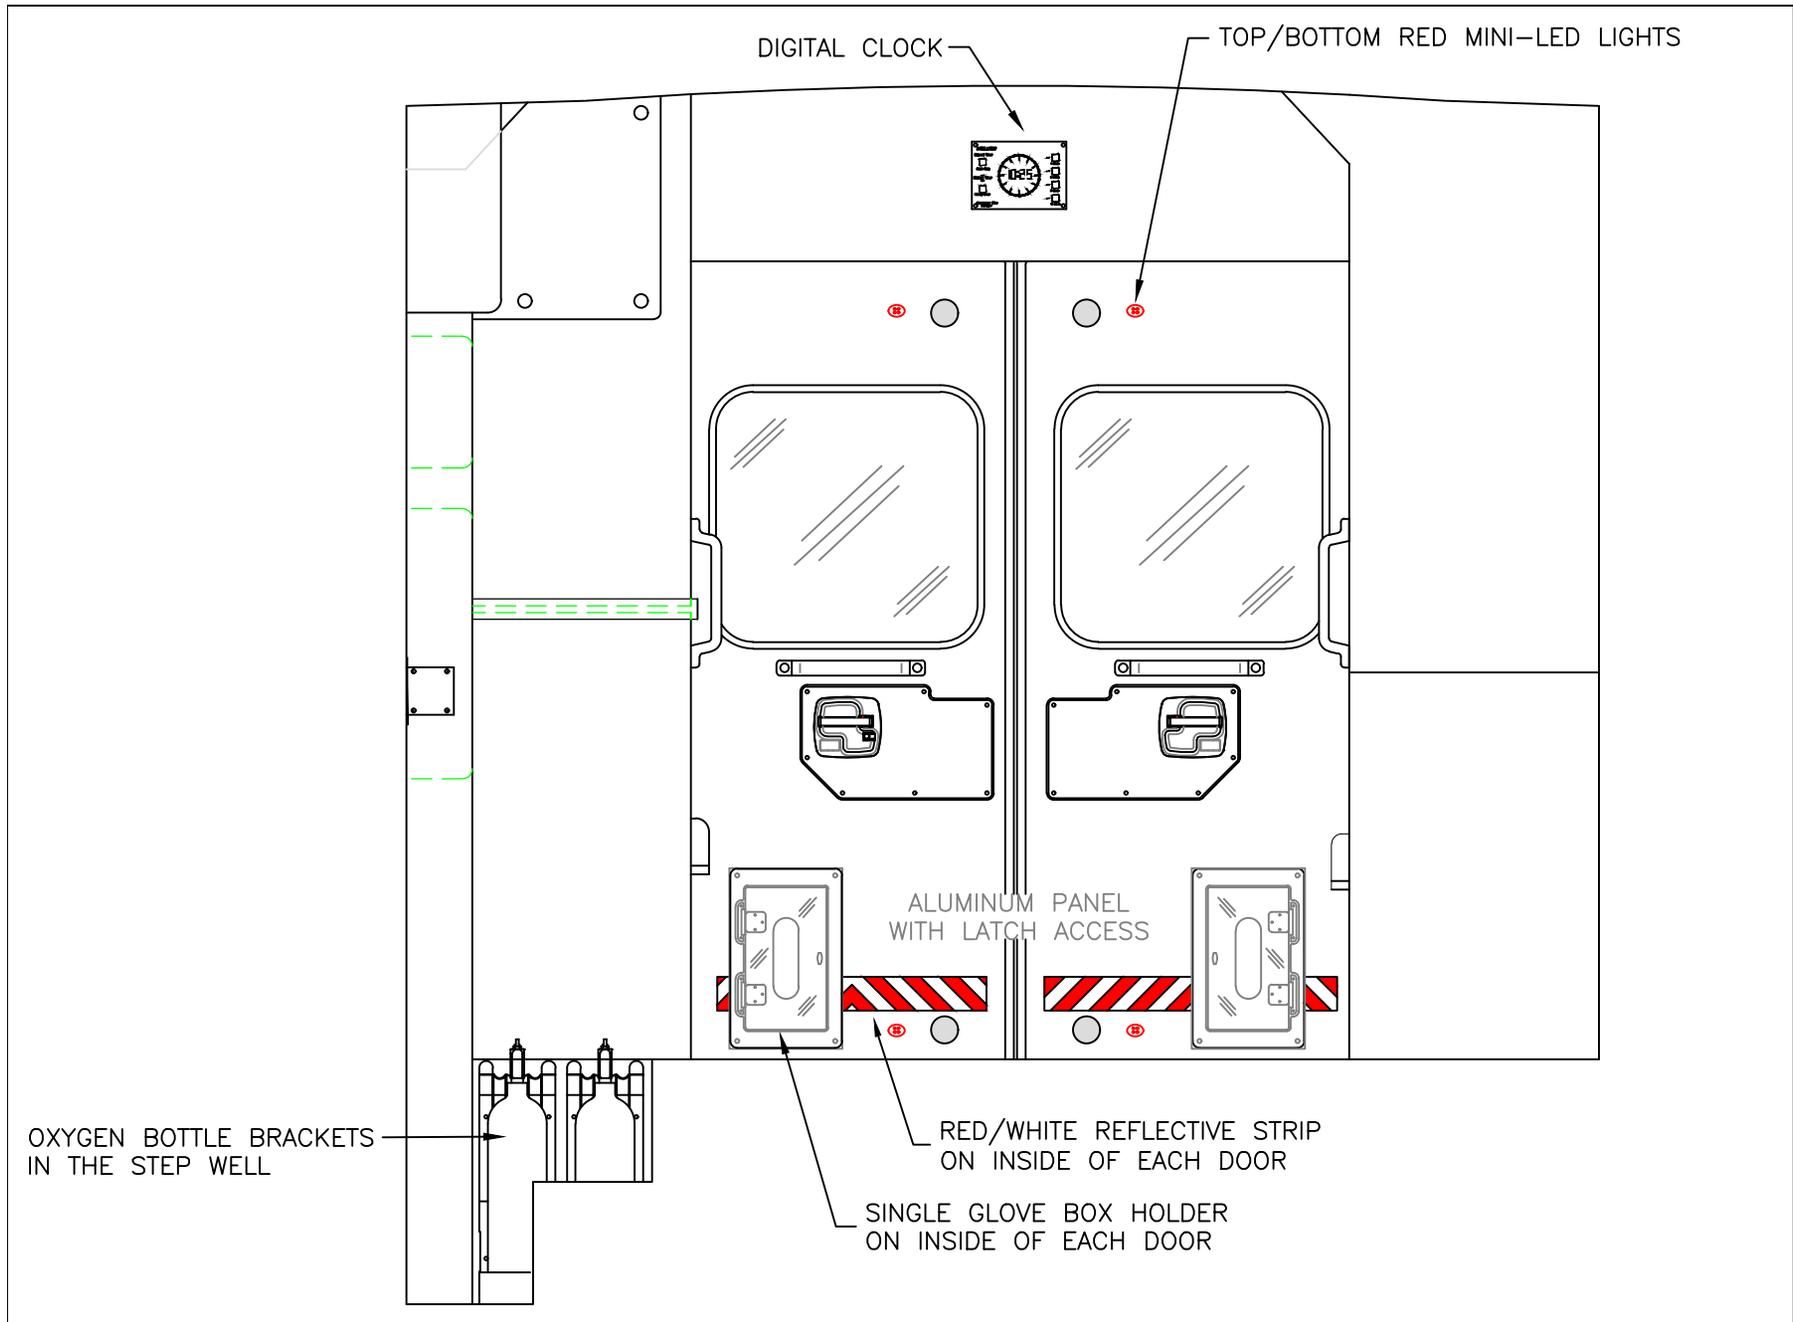 DIGITAL CLOCK
TOP/BOTTOM RED MINI-LED LIGHTS
10:25
ALUMINUM PANEL
WITH LATCH ACCESS
OXYGEN BOTTLE BRACKETS
IN THE STEP WELL
RED/WHITE REFLECTIVE STRIP
ON INSIDE OF EACH DOOR
SINGLE GLOVE BOX HOLDER
ON INSIDE OF EACH DOOR